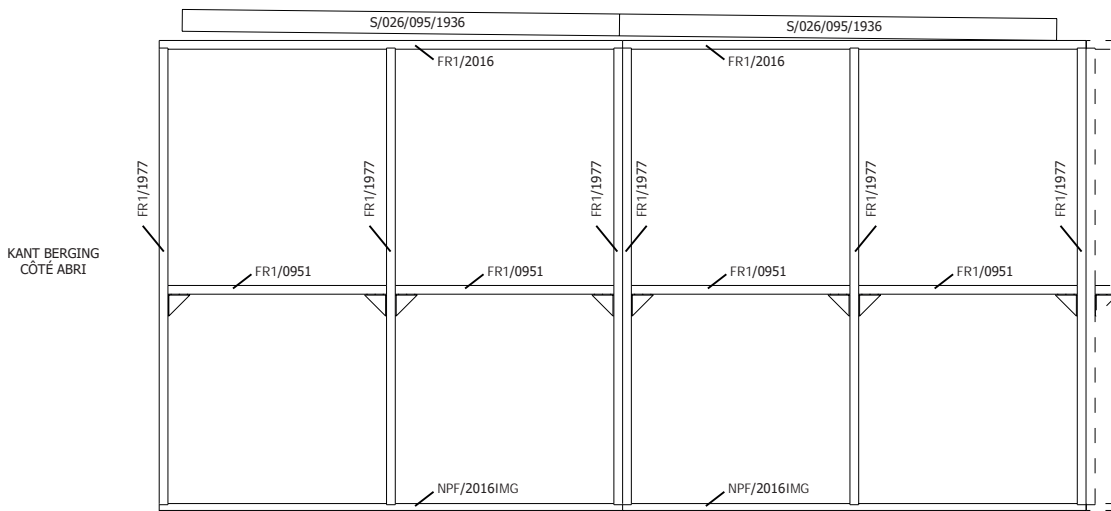 S/026/095/1936
S/026/095/1936
FR1/2016
FR1/2016
FR1/1977
FR1/1977
FR1/1977
FR1/1977
FR1/1977
FR1/1977
KANT BERGING
CÔTÉ ABRI
FR1/0951
FR1/0951
FR1/0951
FR1/0951
NPF/2016IMG
NPF/2016IMG